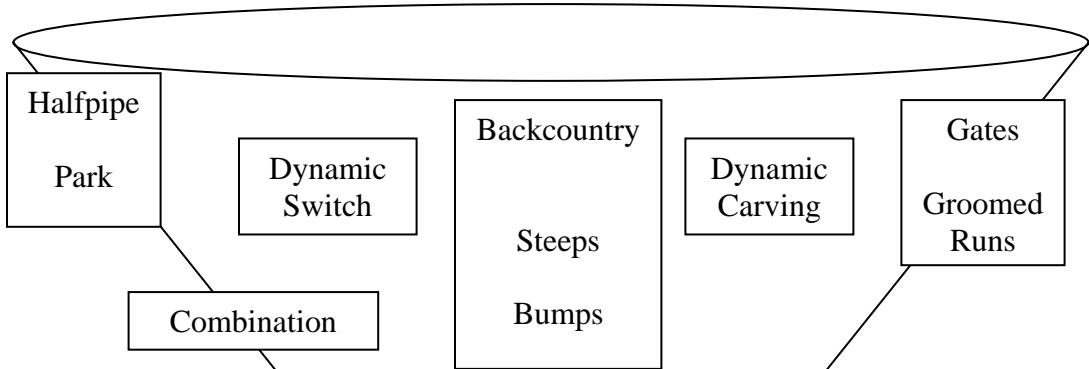 Halfpipe
Park
Dynamic
Switch
Backcountry
Steeps
Bumps
Dynamic
Carving
Gates
Groomed
Runs
Combination